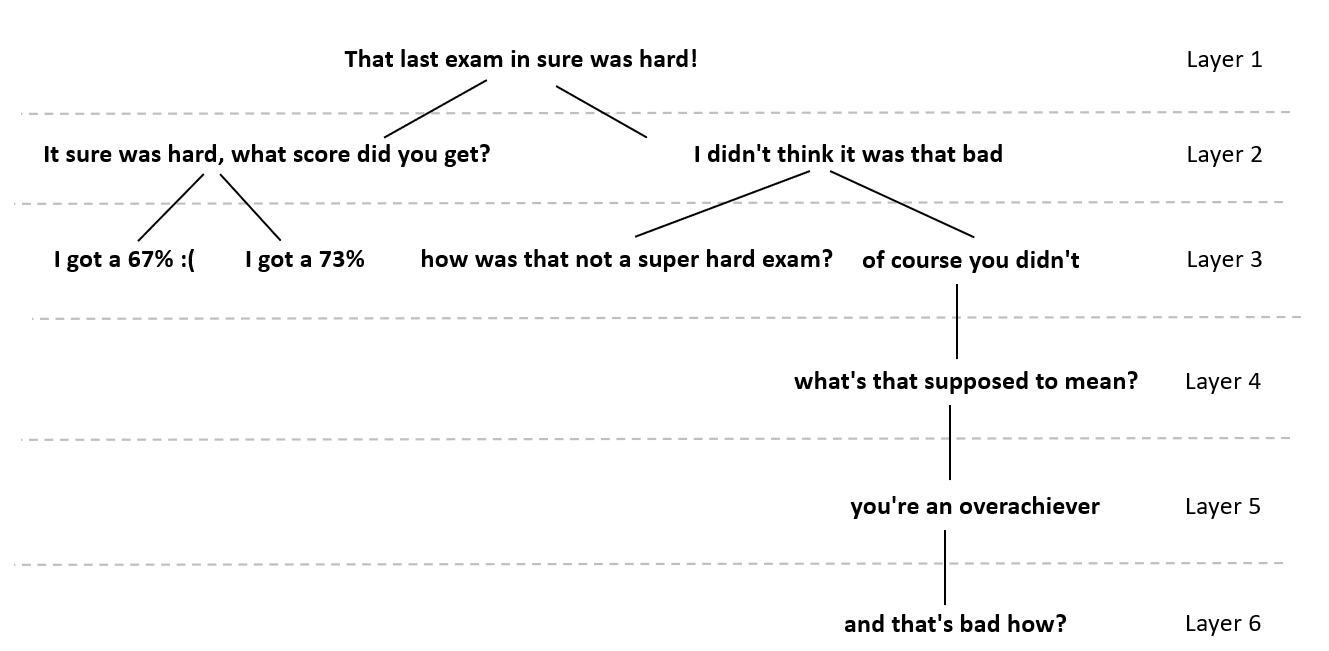 That last exam in sure was hard!
Layer 1
It sure was hard, what score did you get?
I didn't think it was that bad
Layer 2
I got a 67% :(
I got a 73%
how was that not a super hard exam?
of course you didn't
Layer 3
what's that supposed to mean?
Layer 4
you're an overachiever
Layer 5
and that's bad how?
Layer 6